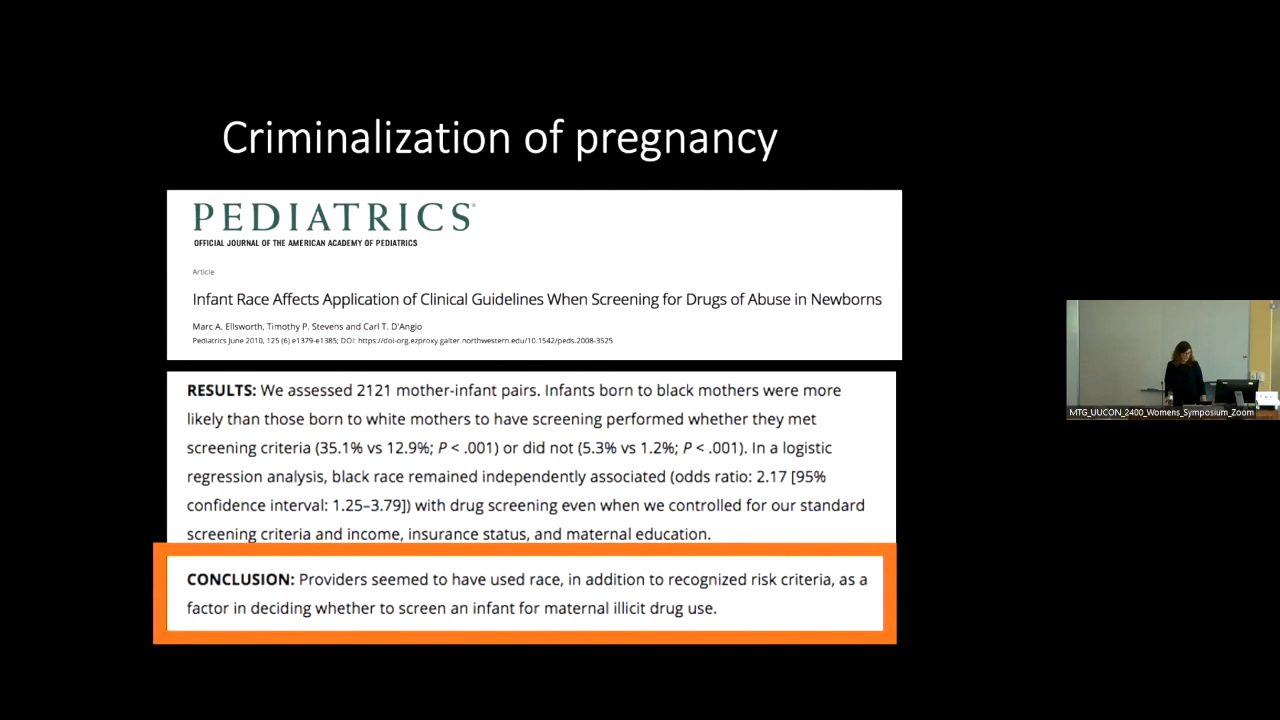 Criminalization of pregnancy
PEDIATRICS®
OFFICIAL JOURNAL OF THE AMERICAN ACADEMY OF PEDIATRICS
Article
Infant Race Affects Application of Clinical Guidelines When Screening for Drugs of Abuse in Newborns
Marc A. Ellsworth, Timothy P. Stevens and Carl T. D'Angio
Pediatrics June 2010, 125 (6) e1379-e1385; DOI: https://doi-org.ezproxy.galter.northwestern.edu/10.1542/peds.2008-3525
RESULTS: We assessed 2121 mother-infant pairs. Infants born to black mothers were more
likely than those born to white mothers to have screening performed whether they met
screening criteria (35.1% vs 12.9%; P < .001) or did not (5.3% vs 1.2%; P < .001). In a logistic
regression analysis, black race remained independently associated (odds ratio: 2.17 [95%
confidence interval: 1.25–3.79]) with drug screening even when we controlled for our standard
screening criteria and income, insurance status, and maternal education.
CONCLUSION: Providers seemed to have used race, in addition to recognized risk criteria, as a
factor in deciding whether to screen an infant for maternal illicit drug use.
MTG_UUCON_2400_Womens_Symposium_Zoom